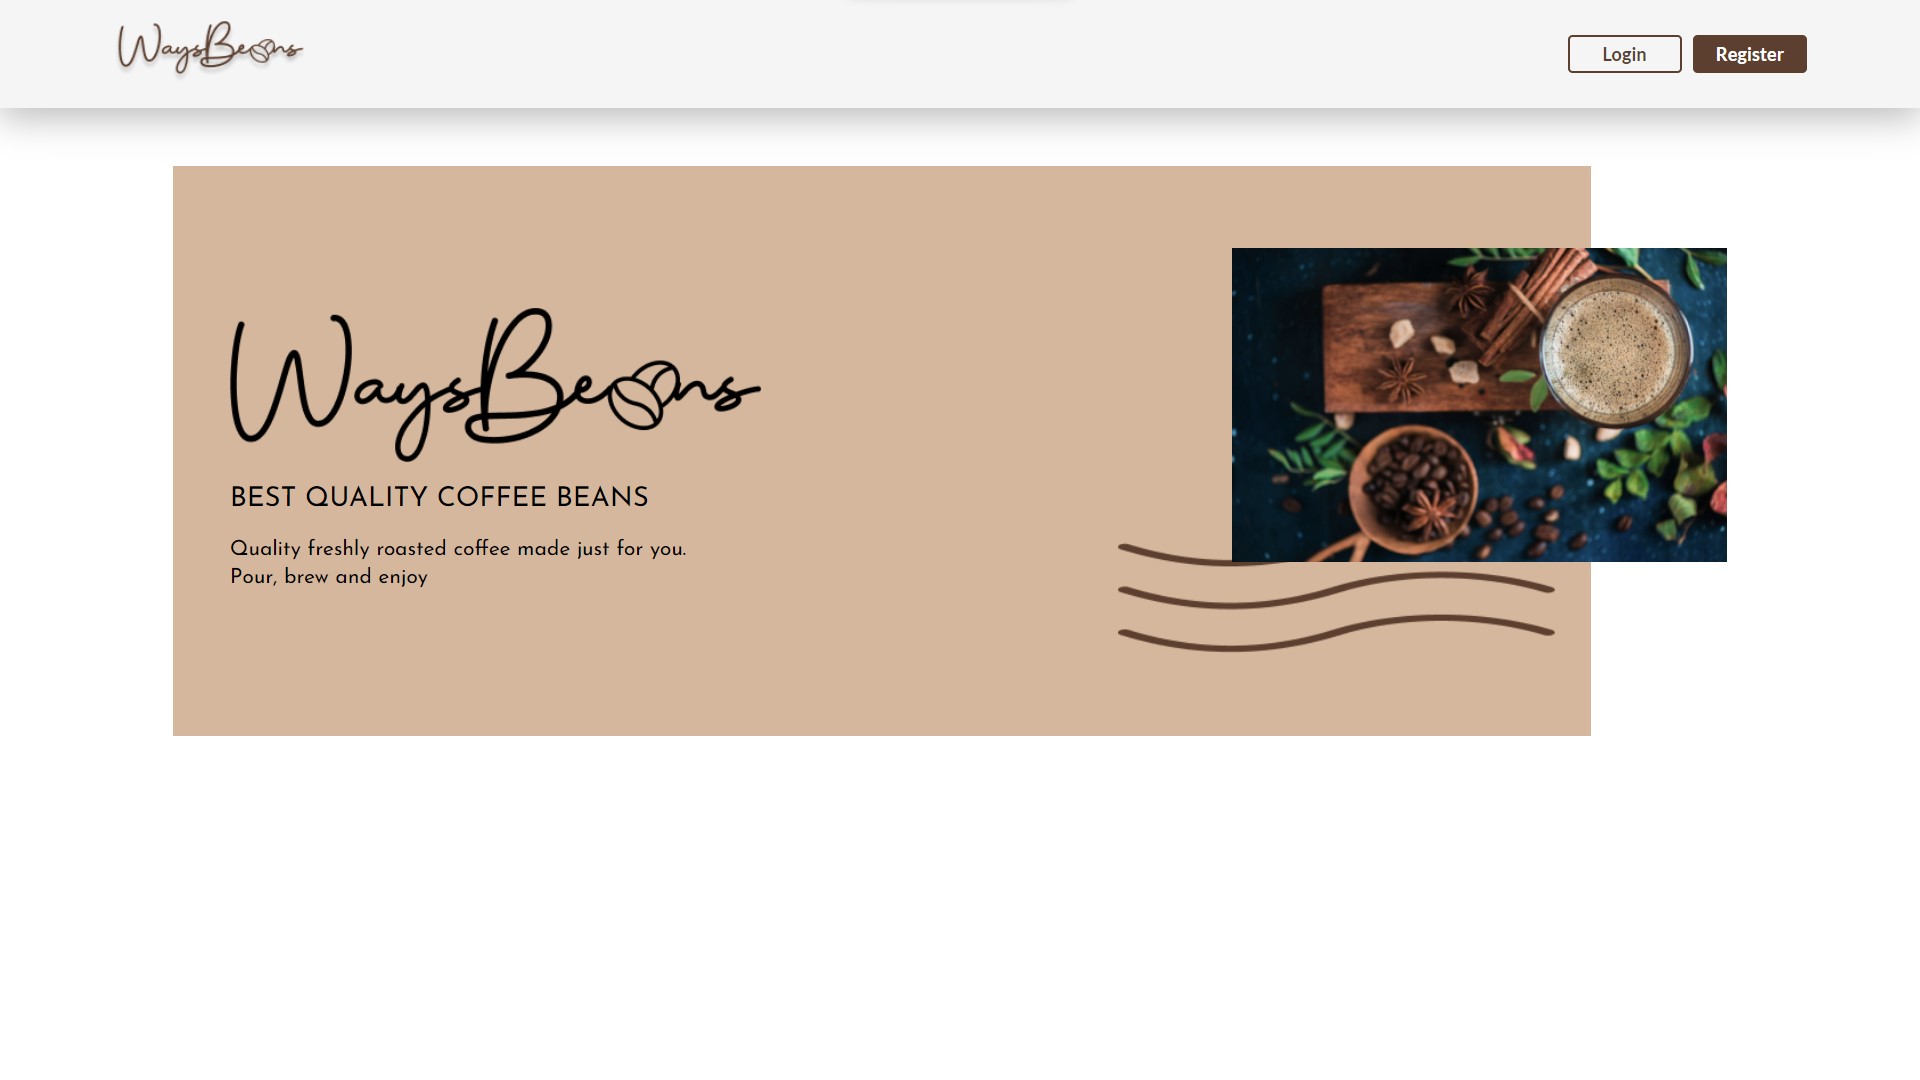 WaysBeans
Login
Register
WaysBeans
BEST QUALITY COFFEE BEANS
Quality freshly roasted coffee made just for you.
Pour, brew and enjoy